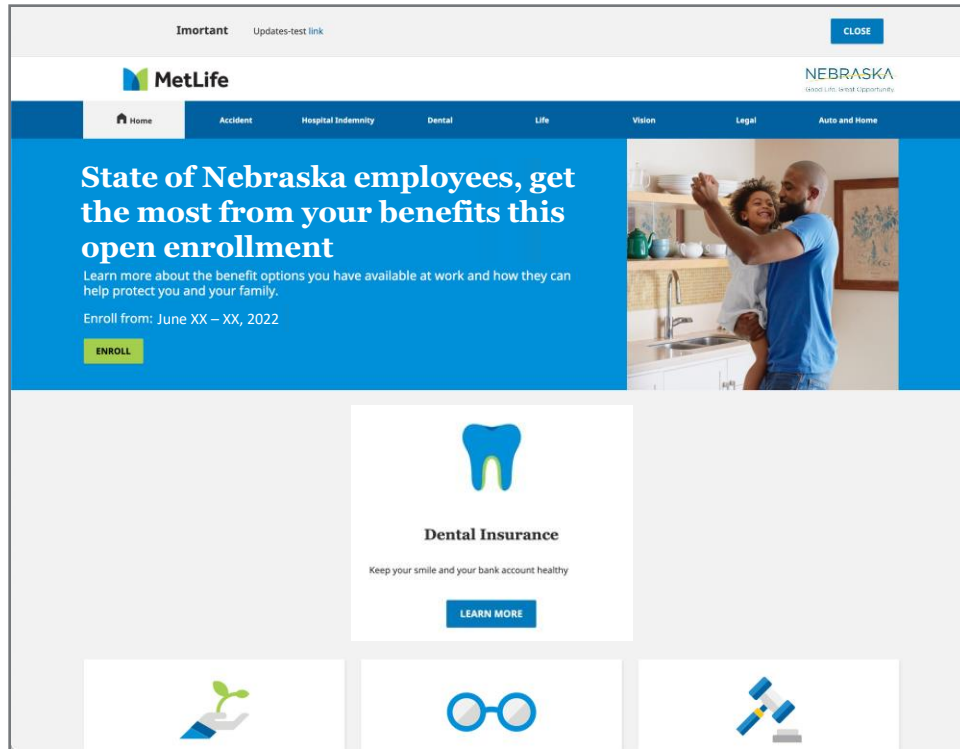 Imortant Updates-test link
CLOSE
MetLife
NEBRASKA
Good Life. Great Opportunity.
Home Accident Hospital Indemnity Dental Life Vision Legal Auto and Home
State of Nebraska employees, get
the most from your benefits this
open enrollment
Learn more about the benefit options you have available at work and how they can
help protect you and your family.
Enroll from: June XX – XX, 2022
ENROLL
Dental Insurance
Keep your smile and your bank account healthy
LEARN MORE